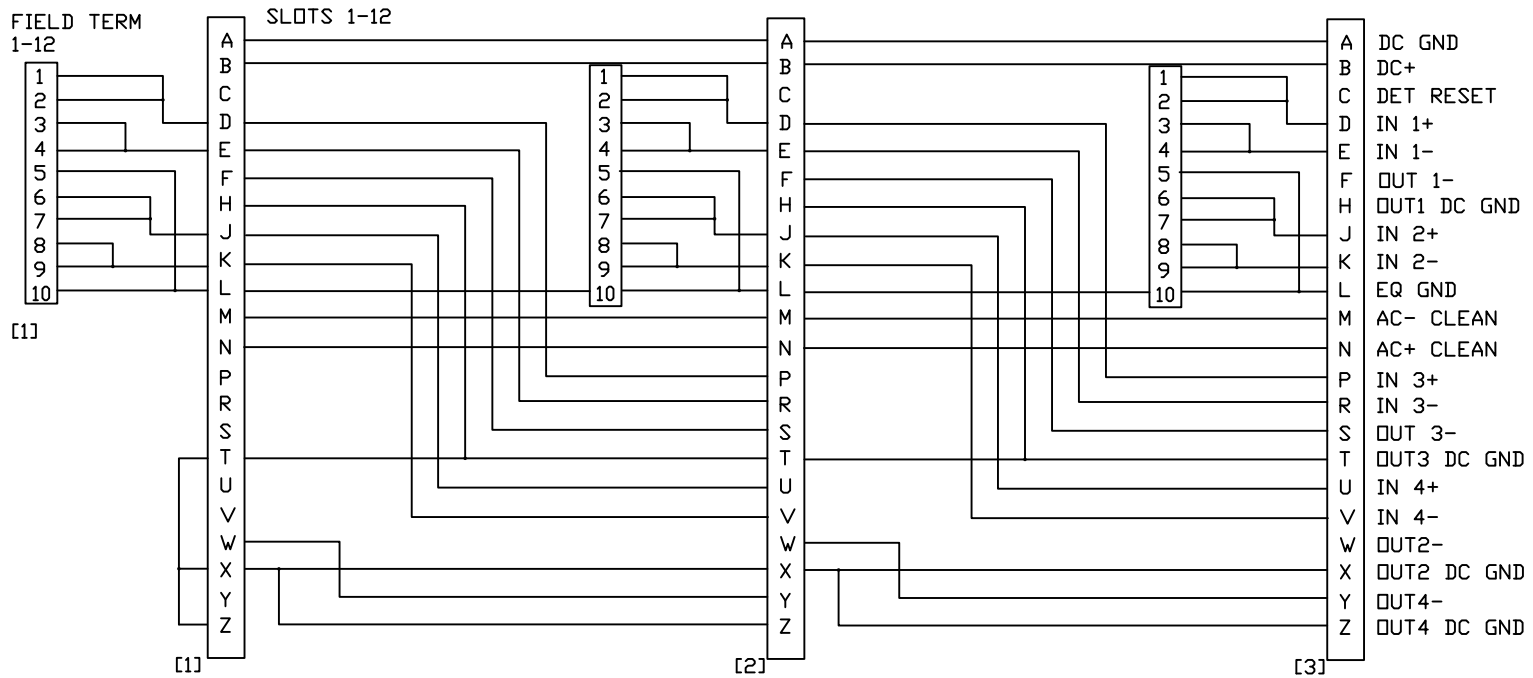 FIELD TERM
1-12
SLOTS 1-12
1
2
3
4
5
6
7
8
9
10
[1]
A
B
C
D
E
F
H
J
K
L
M
N
P
R
S
T
U
V
W
X
Y
Z
[1]
1
2
3
4
5
6
7
8
9
10
A
B
C
D
E
F
H
J
K
L
M
N
P
R
S
T
U
V
W
X
Y
Z
[2]
1
2
3
4
5
6
7
8
9
10
A DC GND
B DC+
C DET RESET
D IN 1+
E IN 1-
F OUT 1-
H OUT1 DC GND
J IN 2+
K IN 2-
L EQ GND
M AC- CLEAN
N AC+ CLEAN
P IN 3+
R IN 3-
S OUT 3-
T OUT3 DC GND
U IN 4+
V IN 4-
W OUT2-
X OUT2 DC GND
Y OUT4-
Z OUT4 DC GND
[3]